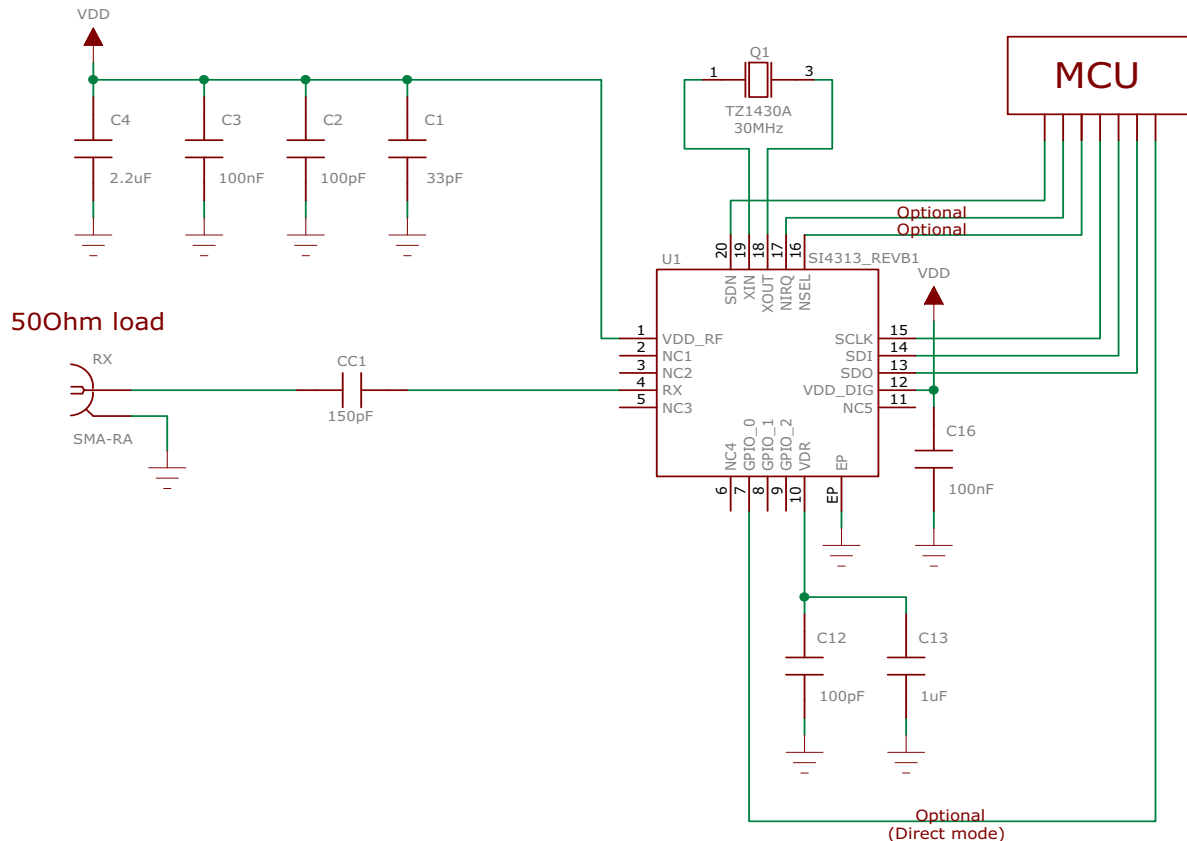 VDD
C4
2.2uF
C3
100nF
C2
100pF
C1
33pF
Q1
1
3
TZ1430A
30MHz
MCU
Optional
Optional
U1
SI4313_REVB1
20
19
18
17
16
SDN
XIN
XOUT
NIRQ
NSEL
VDD
50Ohm load
RX
SMA-RA
CC1
150pF
1
VDD_RF
2
NC1
3
NC2
4
RX
5
NC3
SCLK
15
SDI
14
SDO
13
VDD_DIG
12
NC5
11
NC4
GPIO_0
GPIO_1
GPIO_2
VDR
EP
6
7
8
9
10
EP
C16
100nF
C12
100pF
C13
1uF
Optional
(Direct mode)